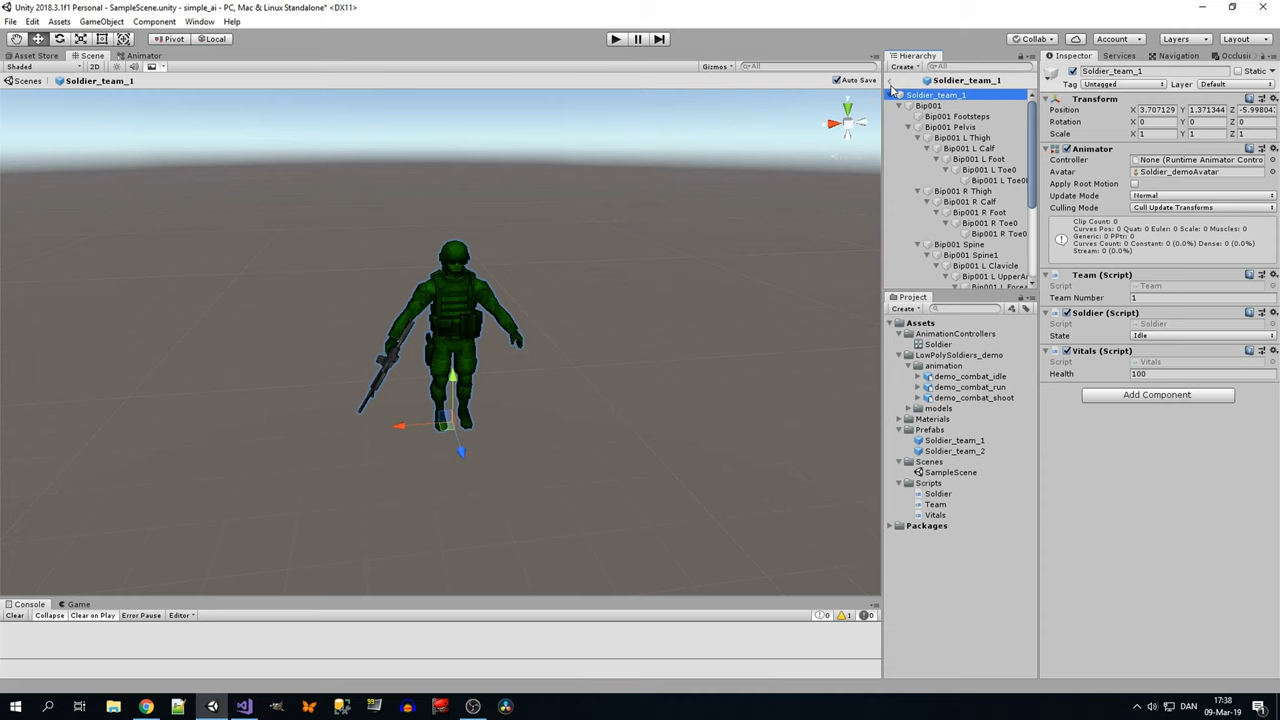 Unity 2018.3.1f1 Personal - SampleScene.unity - simple_ai - PC, Mac & Linux Standalone* <DX11>
File Edit Assets GameObject Component Window Help
Pivot Local Collab Account Layers Layout
Asset Store Scene Animator
Shaded 2D Gizmos All
Scenes Soldier_team_1 Auto Save
Hierarchy
Create All
Soldier_team_1
Soldier_team_1
Bip001
Bip001 Footsteps
Bip001 Pelvis
Bip001 L Thigh
Bip001 L Calf
Bip001 L Foot
Bip001 L Toe0
Bip001 L Toe0
Bip001 R Thigh
Bip001 R Calf
Bip001 R Foot
Bip001 R Toe0
Bip001 R Toe0
Bip001 Spine
Bip001 Spine1
Bip001 L Clavicle
Bip001 L UpperA
Bip001 L Forea
Project
Create
Assets
AnimationControllers
Soldier
LowPolySoldiers_demo
animation
demo_combat_idle
demo_combat_run
demo_combat_shoot
models
Materials
Prefabs
Soldier_team_1
Soldier_team_2
Scenes
SampleScene
Scripts
Soldier
Team
Vitals
Packages
Inspector Services Navigation Occlusi
Soldier_team_1 Static
Tag Untagged Layer Default
Transform
Position X 3.707129 Y 1.371344 Z -5.99804
Rotation X 0 Y 0 Z 0
Scale X 1 Y 1 Z 1
Animator
Controller None (Runtime Animator Contro
Avatar Soldier_demoAvatar
Apply Root Motion
Update Mode Normal
Culling Mode Cull Update Transforms
Clip Count: 0
Curves Pos: 0 Quat: 0 Euler: 0 Scale: 0 Muscles: 0
Generic: 0 PPtr: 0
Curves Count: 0 Constant: 0 (0.0%) Dense: 0 (0.0%)
Stream: 0 (0.0%)
Team (Script)
Script Team
Team Number 1
Soldier (Script)
Script Soldier
State Idle
Vitals (Script)
Script Vitals
Health 100
Add Component
Console Game
Clear Collapse Clear on Play Error Pause Editor 0 1 0
DAN 17:38
09-Mar-19